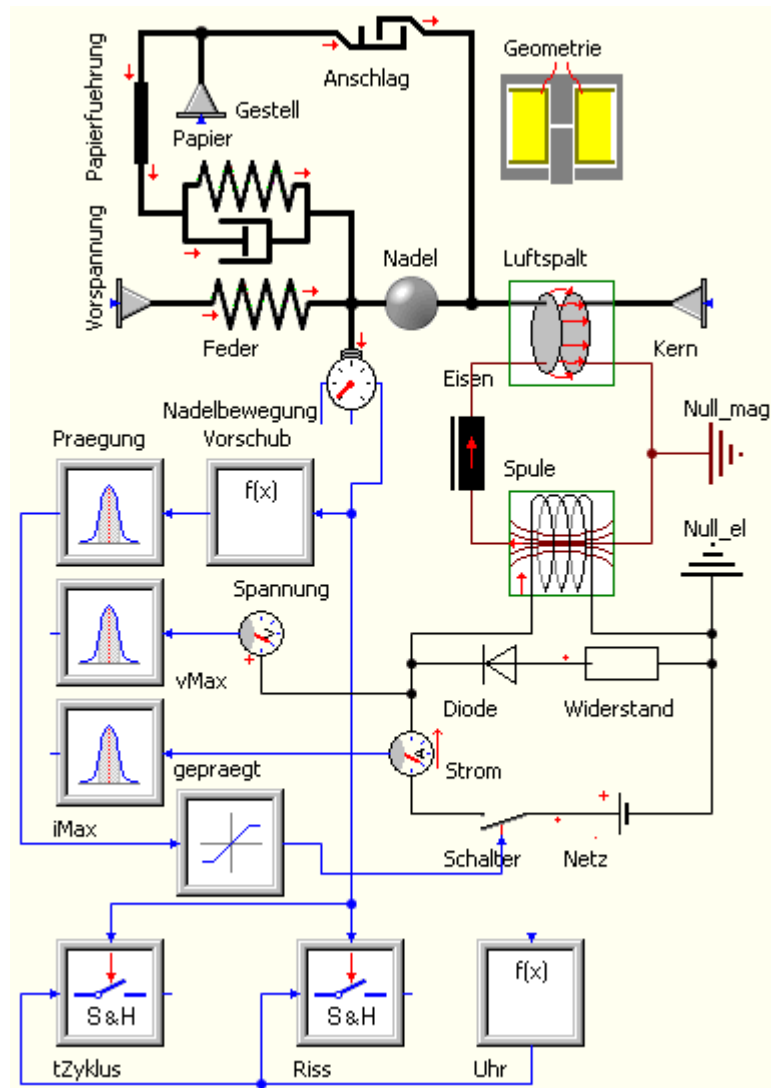 Papierfuehrung
Anschlag
Geometrie
Gestell
Papier
Vorspannung
Feder
Nadel
Luftspalt
Kern
Eisen
Nadelbewegung
Null_mag
Praegung
Vorschub
f(x)
Spule
Null_el
Spannung
V
vMax
Diode
Widerstand
A
Strom
gepraegt
iMax
Schalter
Netz
S&H
S&H
f(x)
tZyklus
Riss
Uhr